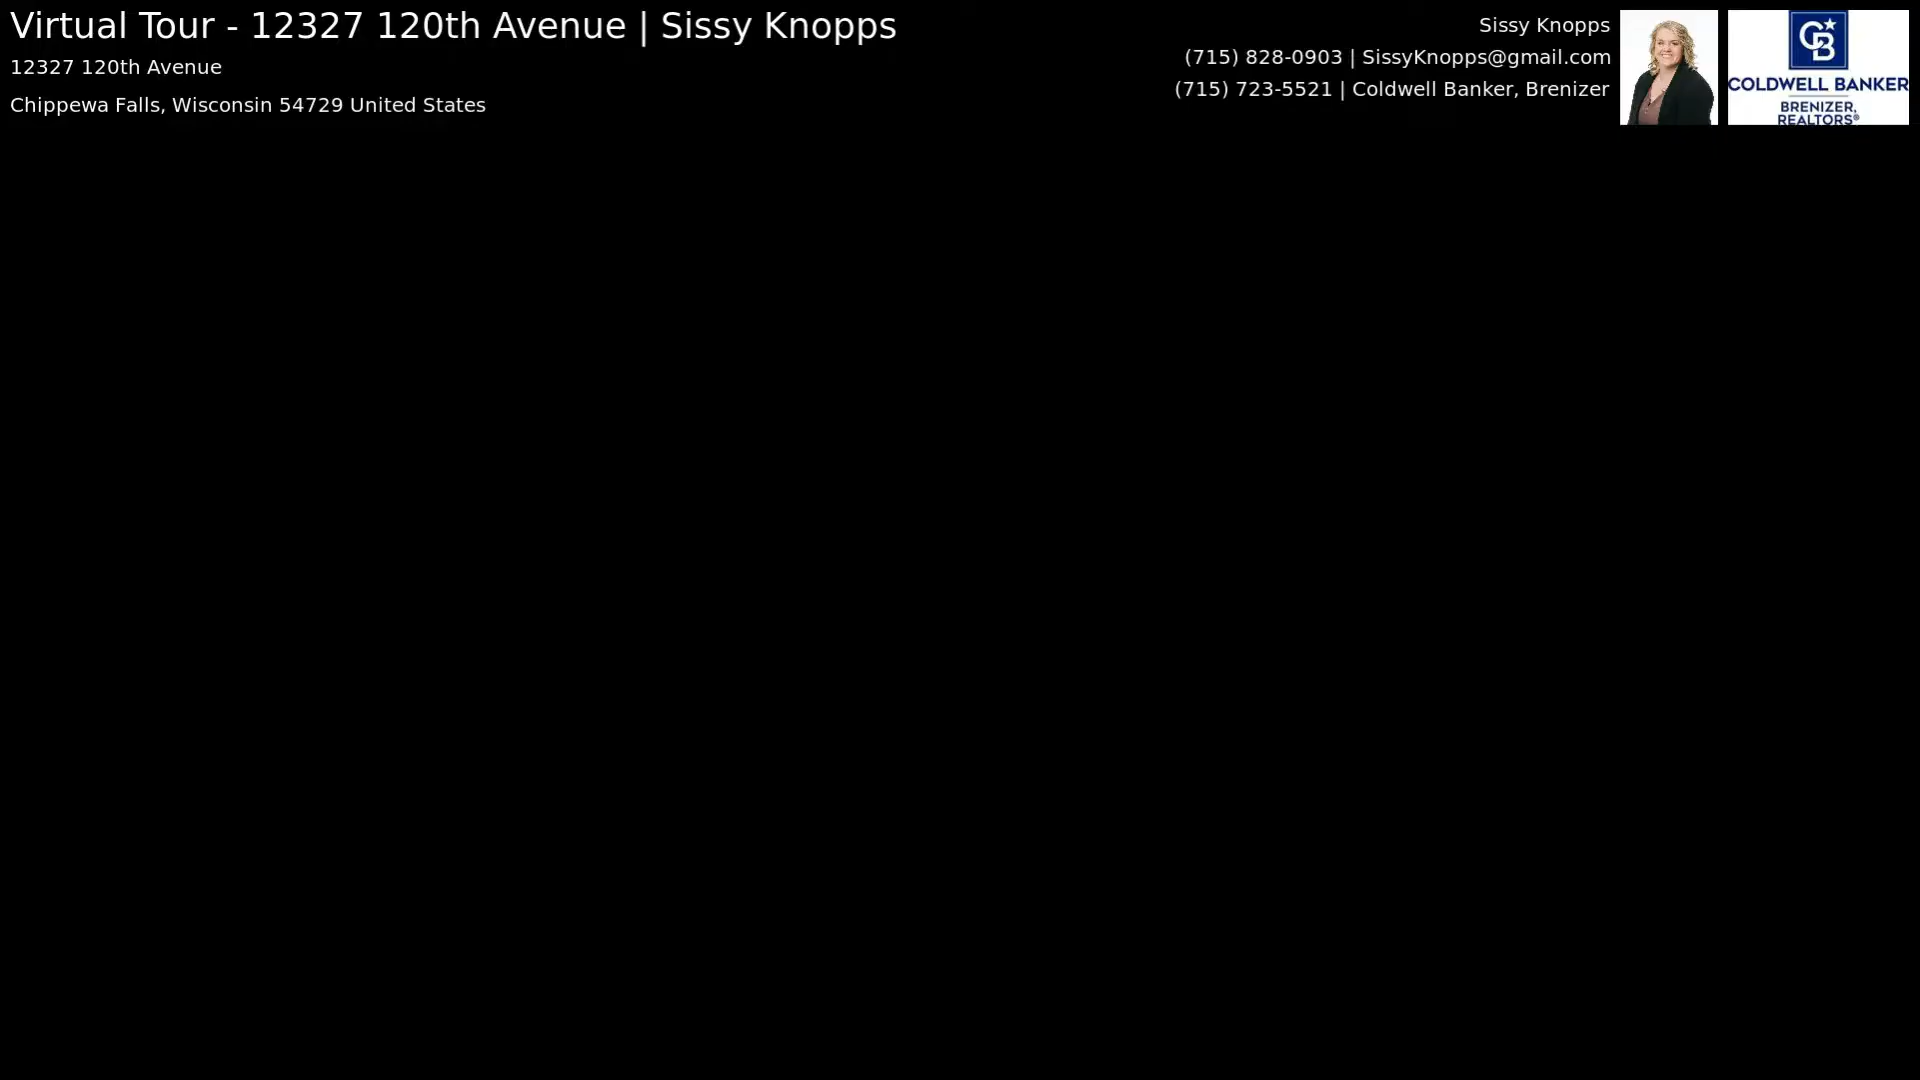 Virtual Tour - 12327 120th Avenue | Sissy Knopps
12327 120th Avenue
Chippewa Falls, Wisconsin 54729 United States
Sissy Knopps
(715) 828-0903 | SissyKnopps@gmail.com
(715) 723-5521 | Coldwell Banker, Brenizer
CB
COLDWELL BANKER
BRENIZER,
REALTORS®